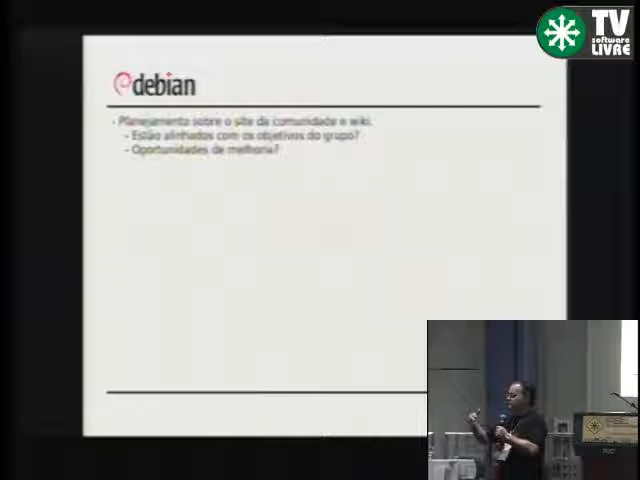 TV
software
LIVRE
debian
- Planejamento sobre o site da comunidade e wiki.
- Estão alinhados com os objetivos do grupo?
- Oportunidades de melhoria?